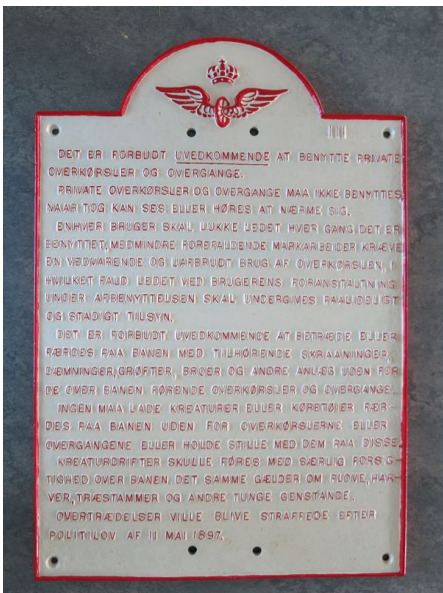 DET ER FORBUDT UVEDKOMMENDE AT BENYTTE PRIVATE
OVERKØRSLER OG OVERGANGE.
PRIVATE OVERKØRSLER OG OVERGANGE MAA IKKE BENYTTES,
NAAR TOG KAN SES ELLER HØRES AT NÆRME SIG.
ENHVER BRUGER SKAL LUKKE LEDET HVER GANG DET ER
BENYTTET, MEDMINDRE FOREFALDENDE MARKARBEJDER KRÆVE
EN VEDVARENDE OG UAFBRUDT BRUG AF OVERKØRSLEN, I
HVILKET FALD LEDET VED BRUGERENS FORANSTALTNING
UNDER AFBENYTTELSEN SKAL UNDERGIVES PAALIDELIGT
OG STADIGT TILSYN.
DET ER FORBUDT UVEDKOMMENDE AT BETRÆDE ELLER
FÆRDES PAA BANEN MED TILHØRENDE SKRAANINGER,
DÆMNINGER, GRØFTER, BROER OG ANDRE ANLÆG UDEN FOR
DE OVER BANEN FØRENDE OVERKØRSLER OG OVERGANGE.
INGEN MAA LADE KREATURER ELLER KØRETØJER FÆR-
DES PAA BANEN UDEN FOR OVERKØRSLERNE ELLER
OVERGANGENE ELLER HOLDE STILLE MED DEM PAA DISSE.
KREATURDRIFTER SKULLE FØRES MED SÆRLIG FORSIG-
TIGHED OVER BANEN. DET SAMME GÆLDER OM PLOVE, HAR-
VER, TRÆSTAMMER OG ANDRE TUNGE GENSTANDE.
OVERTRÆDELSER VILLE BLIVE STRAFFEDE EFTER
POLITILOV AF 11 MAI 1897.